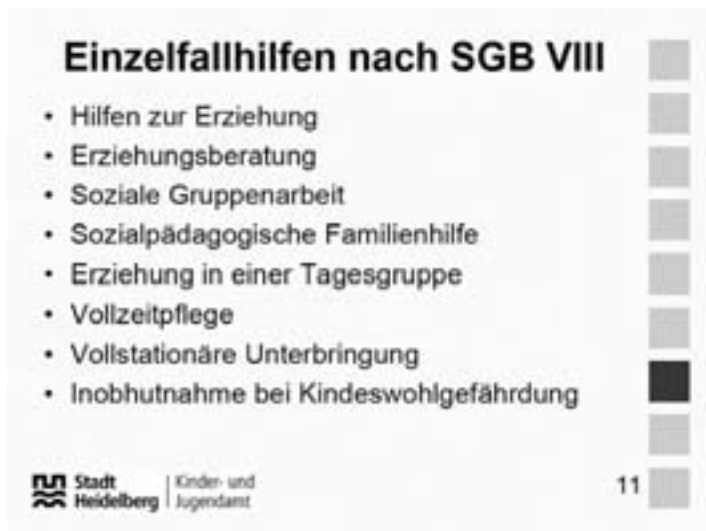 Einzelfallhilfen nach SGB VIII
• Hilfen zur Erziehung
• Erziehungsberatung
• Soziale Gruppenarbeit
• Sozialpädagogische Familienhilfe
• Erziehung in einer Tagesgruppe
• Vollzeitpflege
• Vollstationäre Unterbringung
• Inobhutnahme bei Kindeswohlgefährdung
Stadt
Heidelberg
Kinder- und
Jugendamt
11